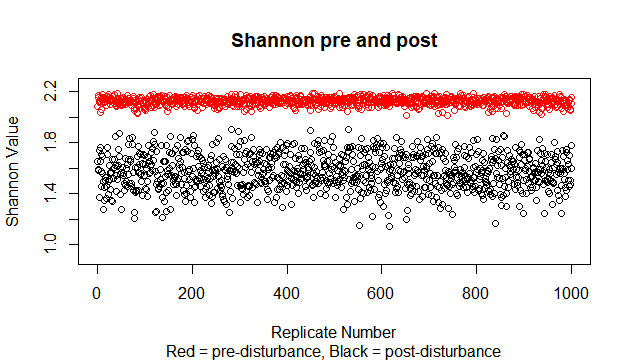 Shannon pre and post
Shannon Value
2.2
1.8
1.4
1.0
0 200 400 600 800 1000
Replicate Number
Red = pre-disturbance, Black = post-disturbance